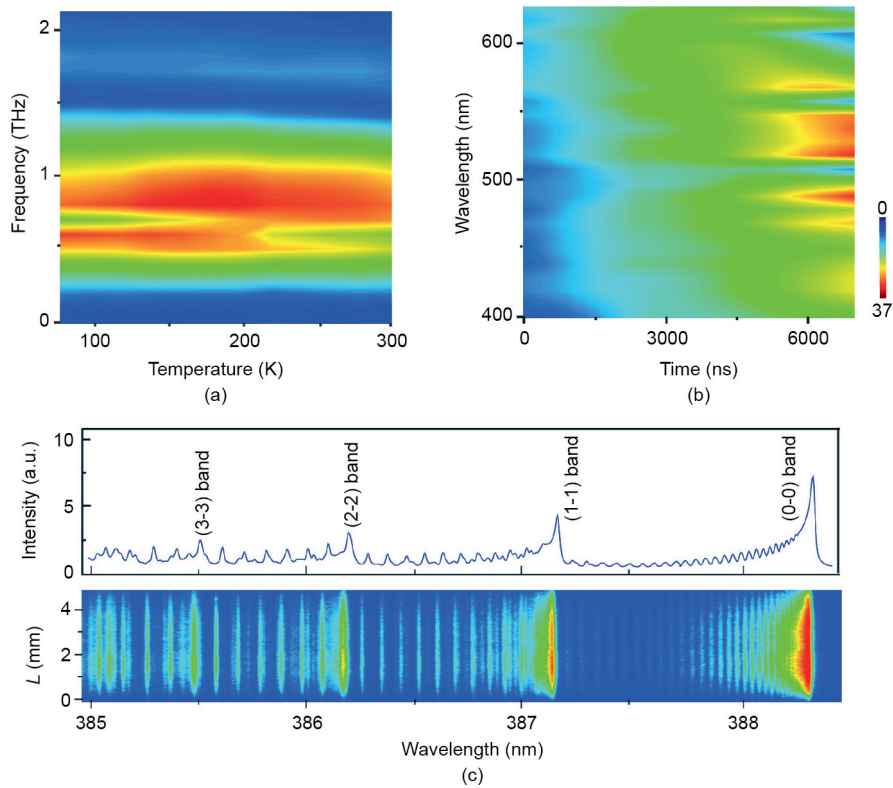 2
1
0
Frequency (THz)
100
200
300
Temperature (K)
(a)
600
500
400
Wavelength (nm)
0
3000
6000
Time (ns)
(b)
0
37
10
5
0
Intensity (a.u.)
(3-3) band
(2-2) band
(1-1) band
(0-0) band
4
2
0
L (mm)
385
386
387
388
Wavelength (nm)
(c)